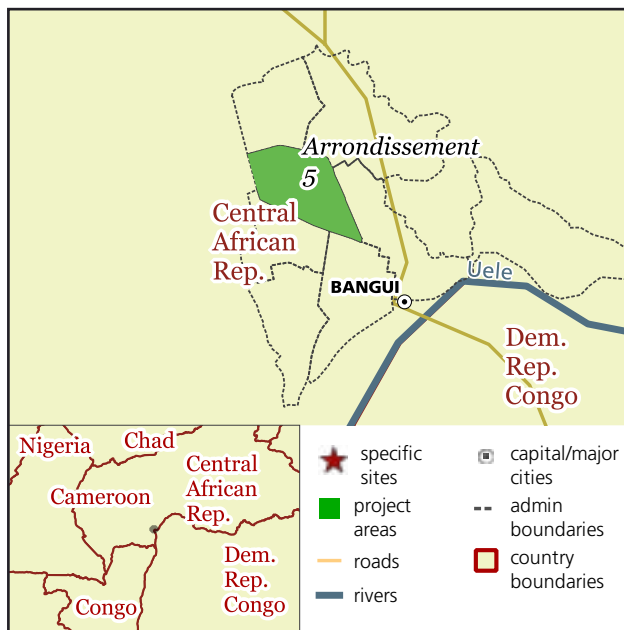 Arrondissement
5
Central
African
Rep.
Uele
BANGUI
Dem.
Rep.
Congo
Nigeria
Chad
Central
African
Rep.
Cameroon
Dem.
Rep.
Congo
Congo
specific
sites
project
areas
roads
rivers
capital/major
cities
admin
boundaries
country
boundaries